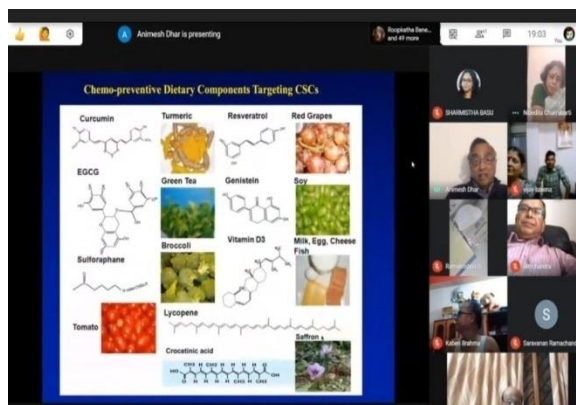 Animesh Dhar is presenting
Roopkatha Bane...
and 49 more
19:03
You
Chemo-preventive Dietary Components Targeting CSCs
Curcumin
Turmeric
Resveratrol
Red Grapes
EGCG
Green Tea
Genistein
Soy
Sulforaphane
Broccoli
Vitamin D3
Milk, Egg, Cheese
Fish
Tomato
Lycopene
Crocetinic acid
Saffron
SHARMISTHA BASU
Animesh Dhar
Kaberi Brahma
S
Saravanan Ramachand